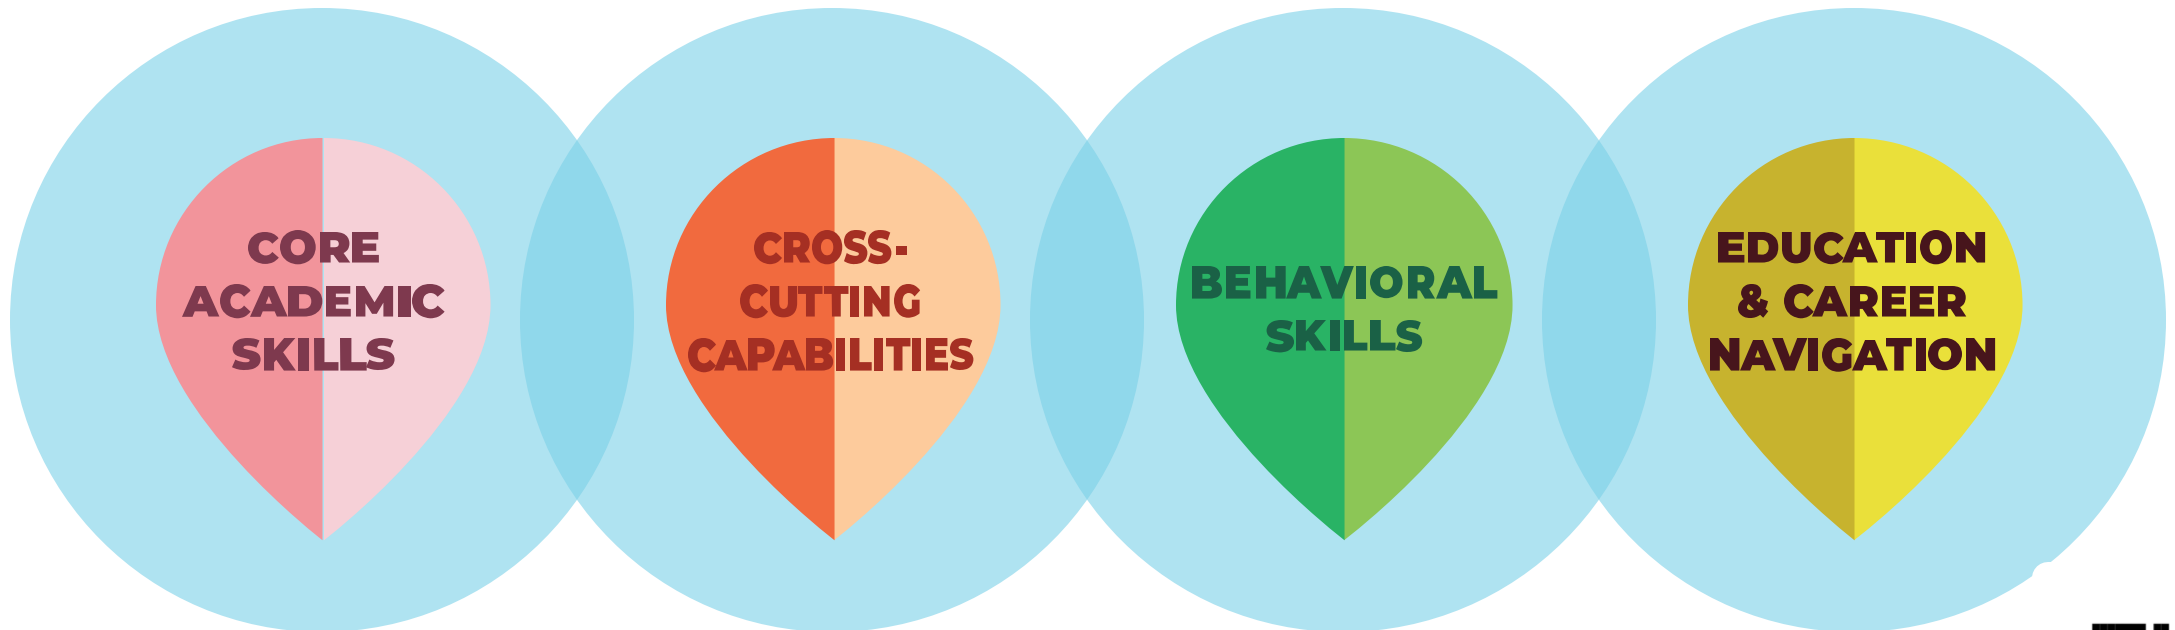 CORE
ACADEMIC
SKILLS
CROSS-
CUTTING
CAPABILITIES
BEHAVIORAL
SKILLS
EDUCATION
& CAREER
NAVIGATION